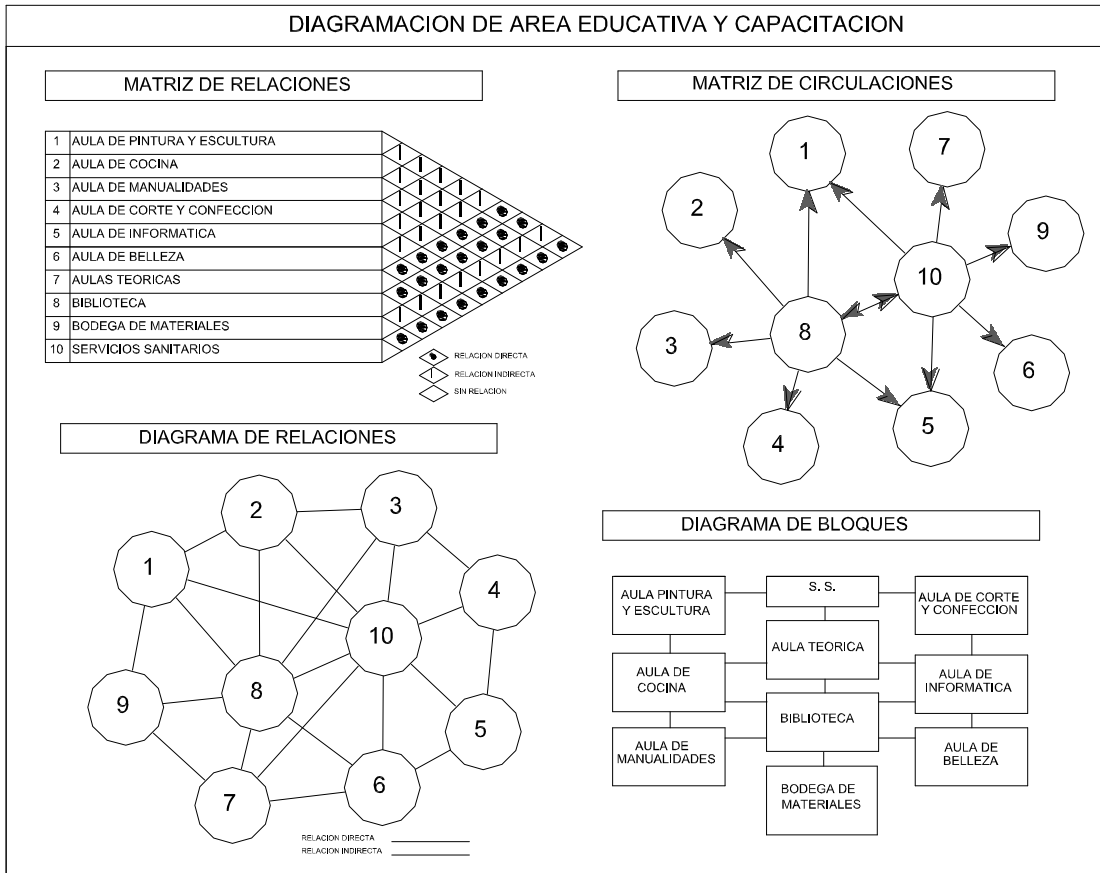 DIAGRAMACION DE AREA EDUCATIVA Y CAPACITACION
MATRIZ DE RELACIONES
1 AULA DE PINTURA Y ESCULTURA
2 AULA DE COCINA
3 AULA DE MANUALIDADES
4 AULA DE CORTE Y CONFECCION
5 AULA DE INFORMATICA
6 AULA DE BELLEZA
7 AULAS TEORICAS
8 BIBLIOTECA
9 BODEGA DE MATERIALES
10 SERVICIOS SANITARIOS
RELACION DIRECTA
RELACION INDIRECTA
SIN RELACION
MATRIZ DE CIRCULACIONES
1
7
2
9
10
8
3
6
5
4
DIAGRAMA DE RELACIONES
2
3
1
4
10
8
9
5
6
7
RELACION DIRECTA
RELACION INDIRECTA
DIAGRAMA DE BLOQUES
AULA PINTURA
Y ESCULTURA
S. S.
AULA DE CORTE
Y CONFECCION
AULA TEORICA
AULA DE
COCINA
AULA DE
INFORMATICA
BIBLIOTECA
AULA DE
MANUALIDADES
AULA DE
BELLEZA
BODEGA DE
MATERIALES